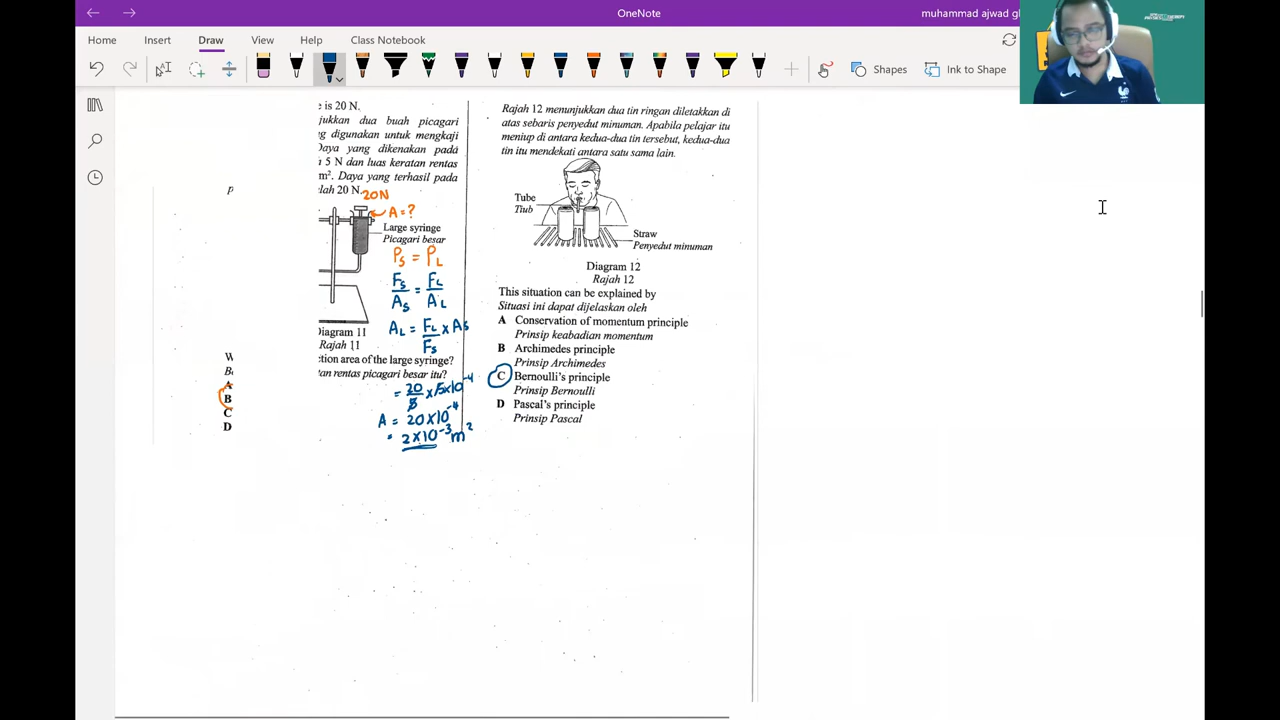 OneNote
muhammad ajwad gh
Home
Insert
Draw
View
Help
Class Notebook
Shapes
Ink to Shape
is 20 N.
jukkan dua buah picagari
g digunakan untuk mengkaji
Daya yang dikenakan pada
5 N dan luas keratan rentas
m². Daya yang terhasil pada
lah 20 N.
20N
A = ?
Large syringe
Picagari besar
Ps = PL
Fs/As = FL/AL
AL = FL/Fs x As
Diagram 11
Rajah 11
ction area of the large syringe?
tan rentas picagari besar itu?
= 20/5 x 5x10⁻⁴
A = 20x10⁻⁴
= 2x10⁻³ m²
p
W
B
A
B
C
D
Rajah 12 menunjukkan dua tin ringan diletakkan di
atas sebaris penyedut minuman. Apabila pelajar itu
meniup di antara kedua-dua tin tersebut, kedua-dua
tin itu mendekati antara satu sama lain.
Tube
Tiub
Straw
Penyedut minuman
Diagram 12
Rajah 12
This situation can be explained by
Situasi ini dapat dijelaskan oleh
A Conservation of momentum principle
Prinsip keabadian momentum
B Archimedes principle
Prinsip Archimedes
C Bernoulli's principle
Prinsip Bernoulli
D Pascal's principle
Prinsip Pascal